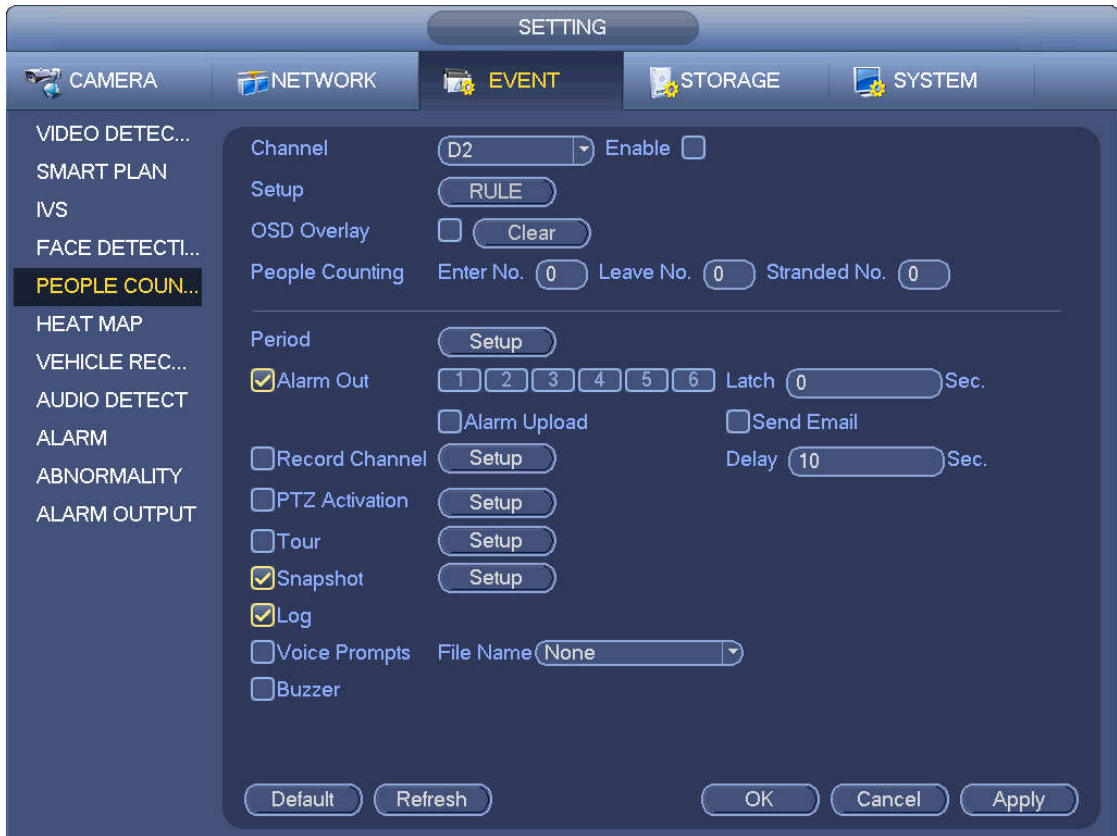 SETTING
CAMERA NETWORK EVENT STORAGE SYSTEM
VIDEO DETEC...
SMART PLAN
IVS
FACE DETECTI...
PEOPLE COUN...
HEAT MAP
VEHICLE REC...
AUDIO DETECT
ALARM
ABNORMALITY
ALARM OUTPUT
Channel D2 Enable
Setup RULE
OSD Overlay Clear
People Counting Enter No. 0 Leave No. 0 Stranded No. 0
Period Setup
Alarm Out 1 2 3 4 5 6 Latch 0 Sec.
Alarm Upload Send Email
Record Channel Setup Delay 10 Sec.
PTZ Activation Setup
Tour Setup
Snapshot Setup
Log
Voice Prompts File Name None
Buzzer
Default Refresh OK Cancel Apply